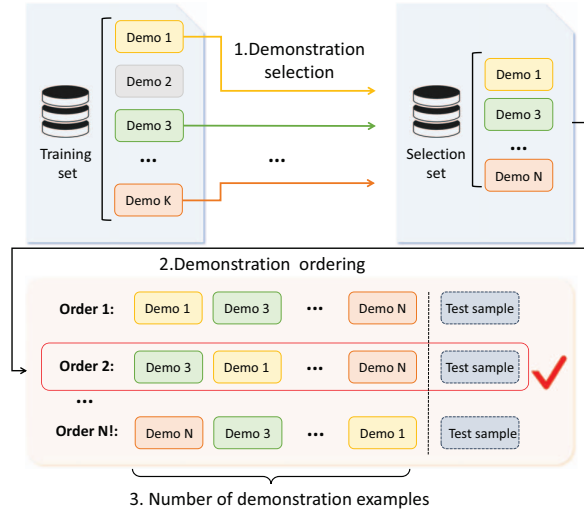 Demo 1
Demo 2
Demo 3
...
Demo K
Training
set
1.Demonstration
selection
...
Demo 1
Demo 3
...
Demo N
Selection
set
2.Demonstration ordering
Order 1: Demo 1 Demo 3 ... Demo N Test sample
Order 2: Demo 3 Demo 1 ... Demo N Test sample
...
Order N!: Demo N Demo 3 ... Demo 1 Test sample
3. Number of demonstration examples